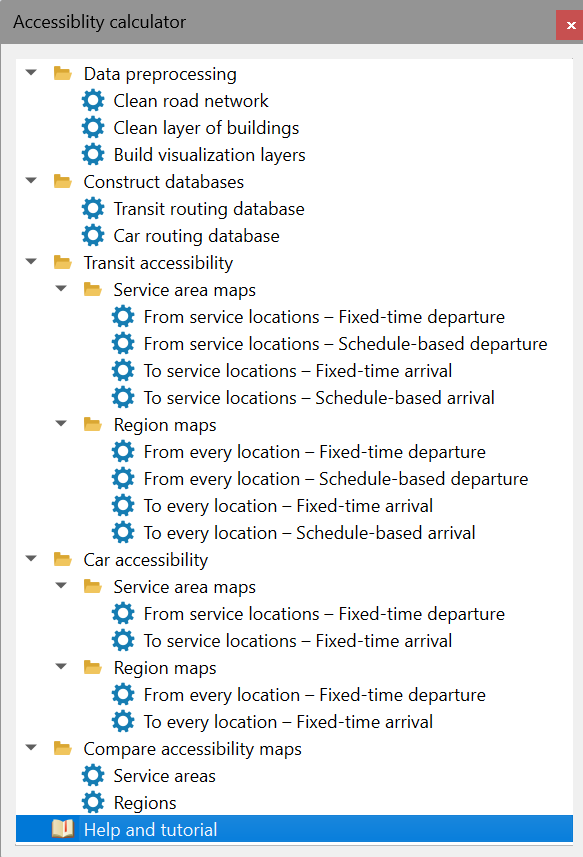 Accessiblity calculator
Data preprocessing
Clean road network
Clean layer of buildings
Build visualization layers
Construct databases
Transit routing database
Car routing database
Transit accessibility
Service area maps
From service locations – Fixed-time departure
From service locations – Schedule-based departure
To service locations – Fixed-time arrival
To service locations – Schedule-based arrival
Region maps
From every location – Fixed-time departure
From every location – Schedule-based departure
To every location – Fixed-time arrival
To every location – Schedule-based arrival
Car accessibility
Service area maps
From service locations – Fixed-time departure
To service locations – Fixed-time arrival
Region maps
From every location – Fixed-time departure
To every location – Fixed-time arrival
Compare accessibility maps
Service areas
Regions
Help and tutorial